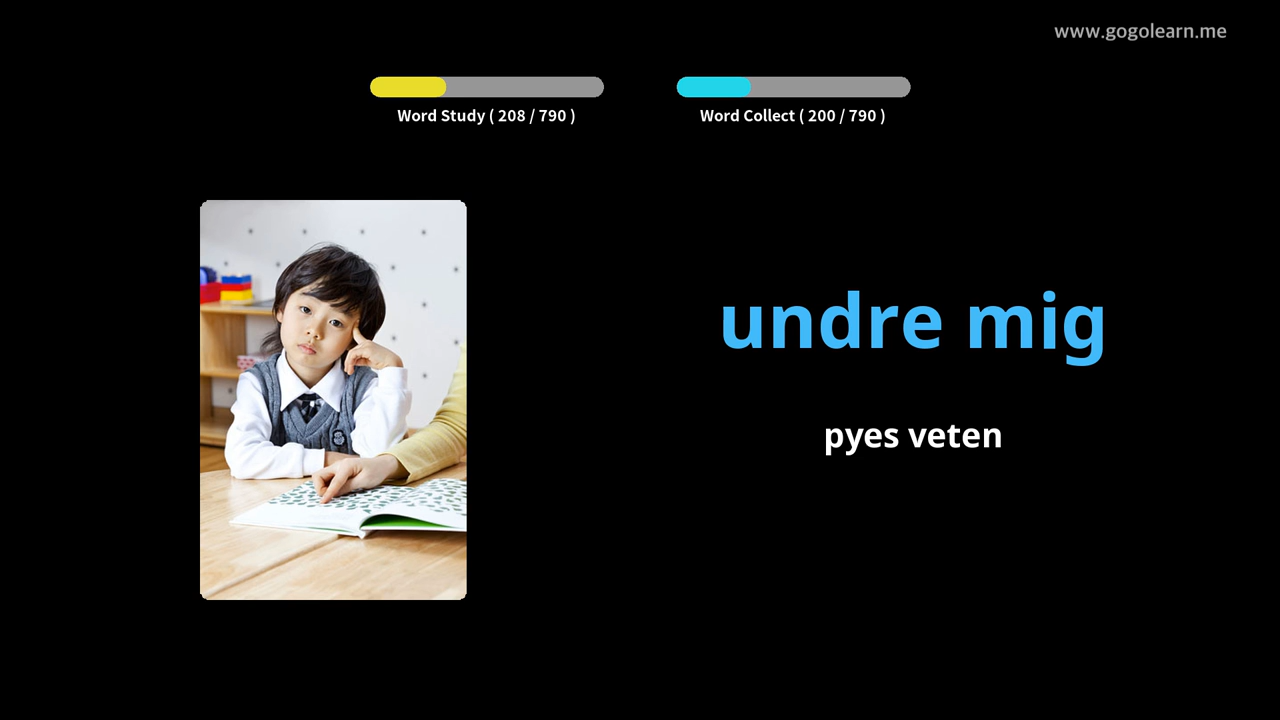 www.gogolearn.me
Word Study ( 208 / 790 )
Word Collect ( 200 / 790 )
undre mig
pyes veten